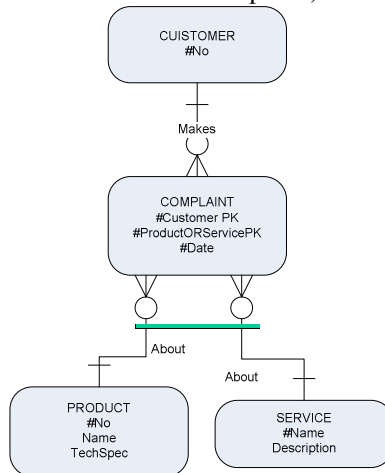 CUISTOMER
#No
Makes
COMPLAINT
#Customer PK
#ProductORServicePK
#Date
About
About
PRODUCT
#No
Name
TechSpec
SERVICE
#Name
Description